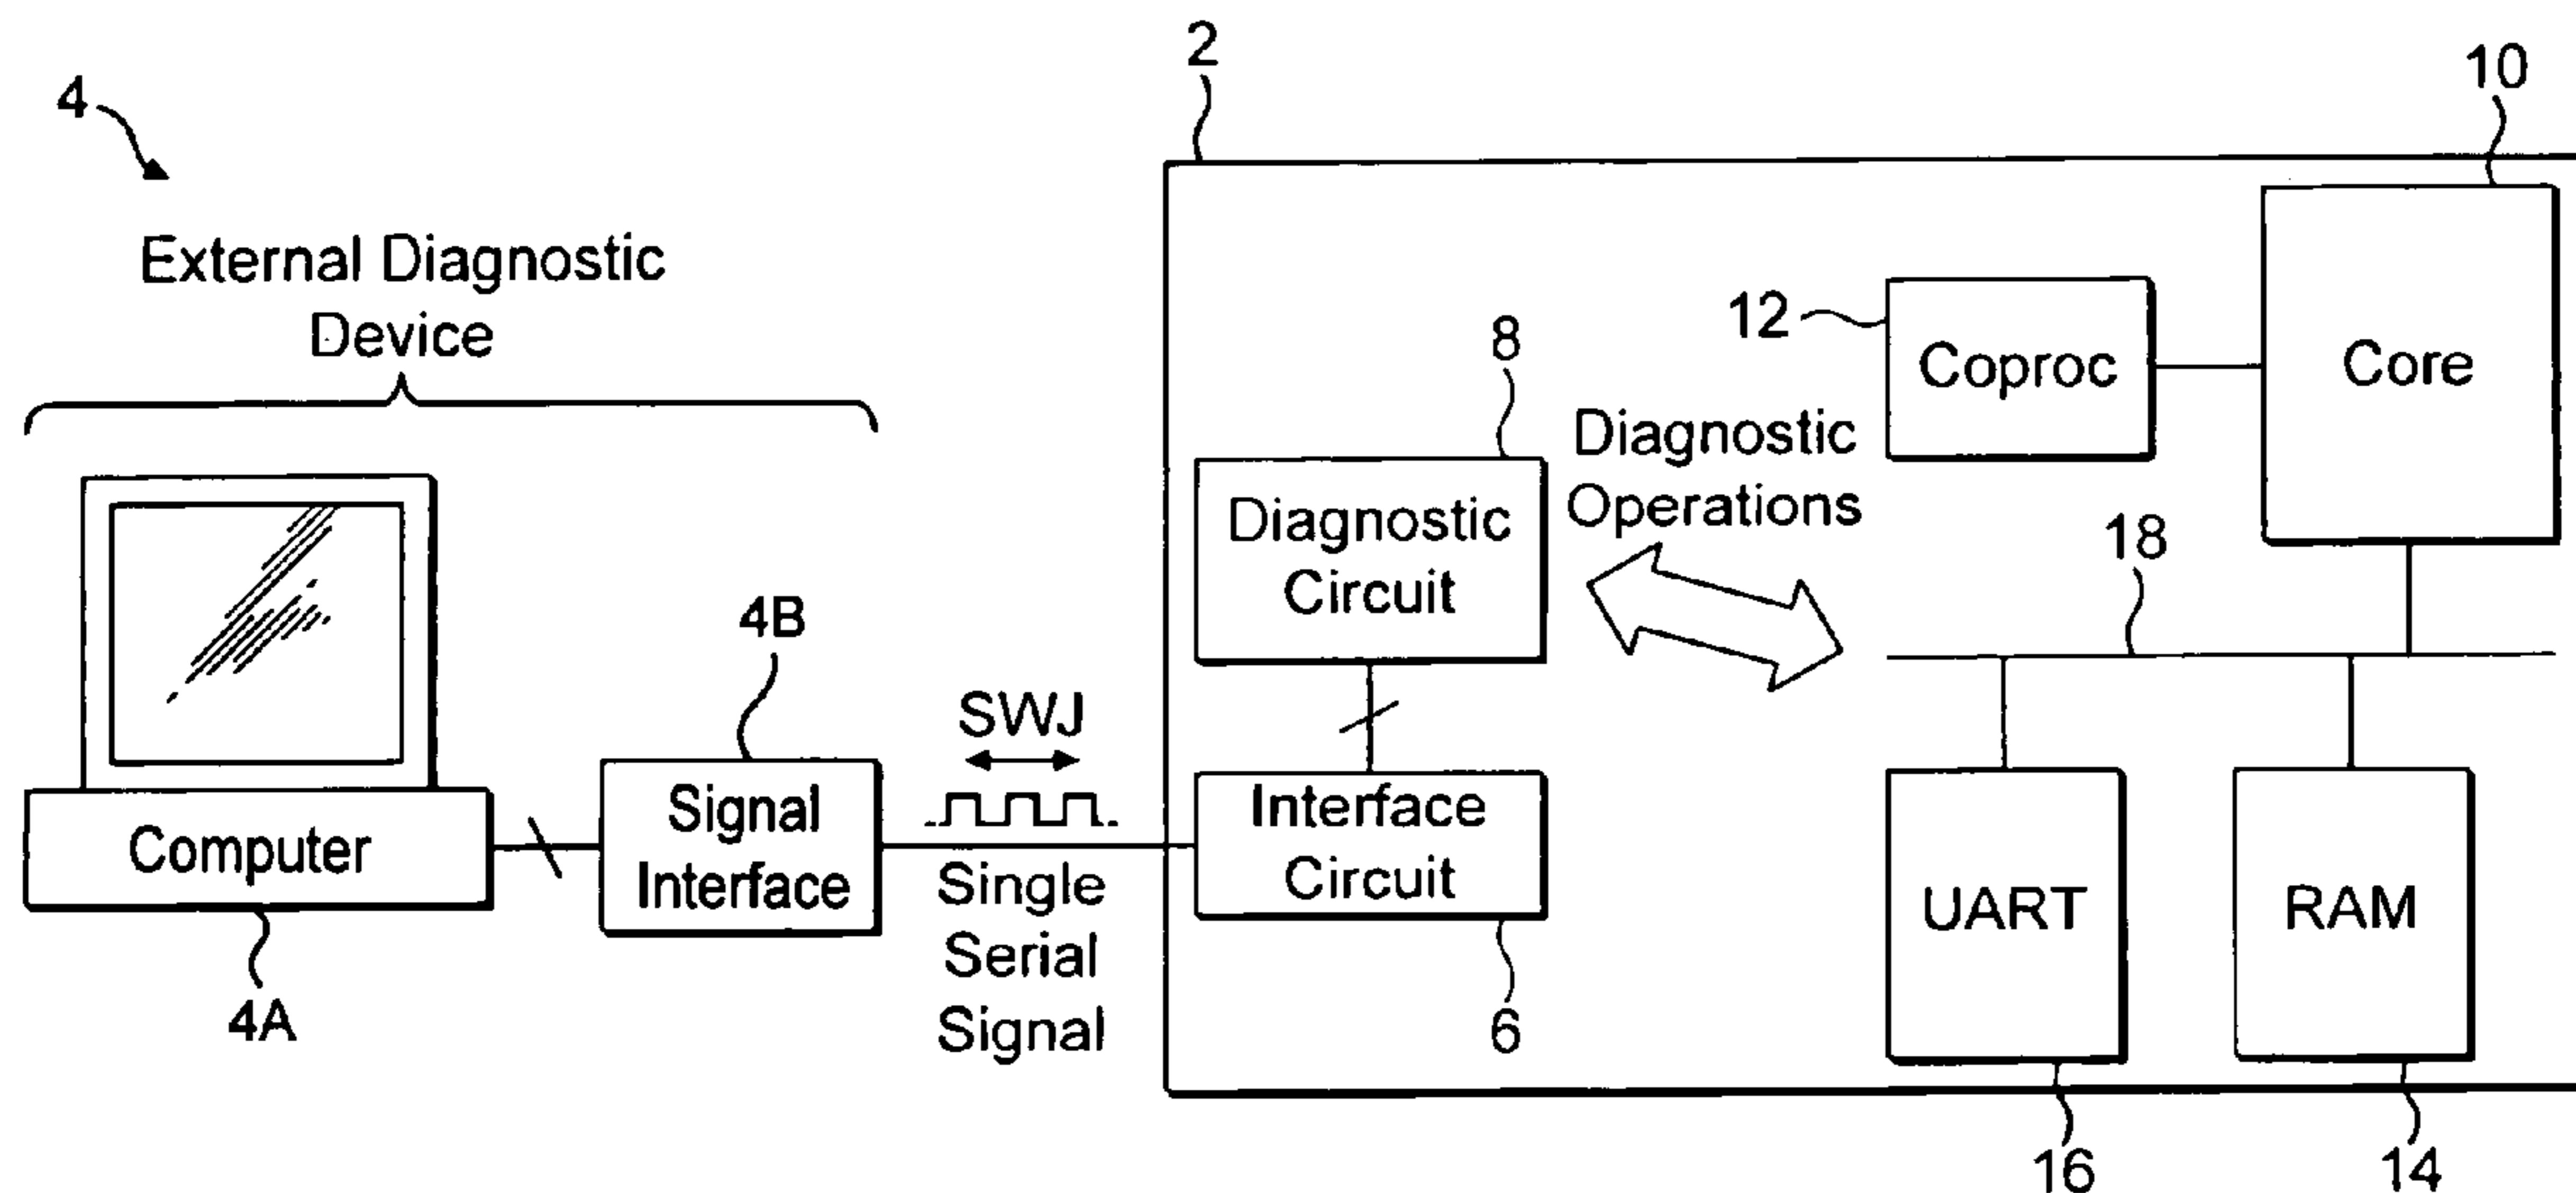 2
10
4
External Diagnostic
Device
12
Coproc
Core
8
Diagnostic
Operations
Diagnostic
Circuit
18
4B
SWJ
Computer
Signal
Interface
Interface
Circuit
Single
Serial
Signal
UART
RAM
4A
6
16
14